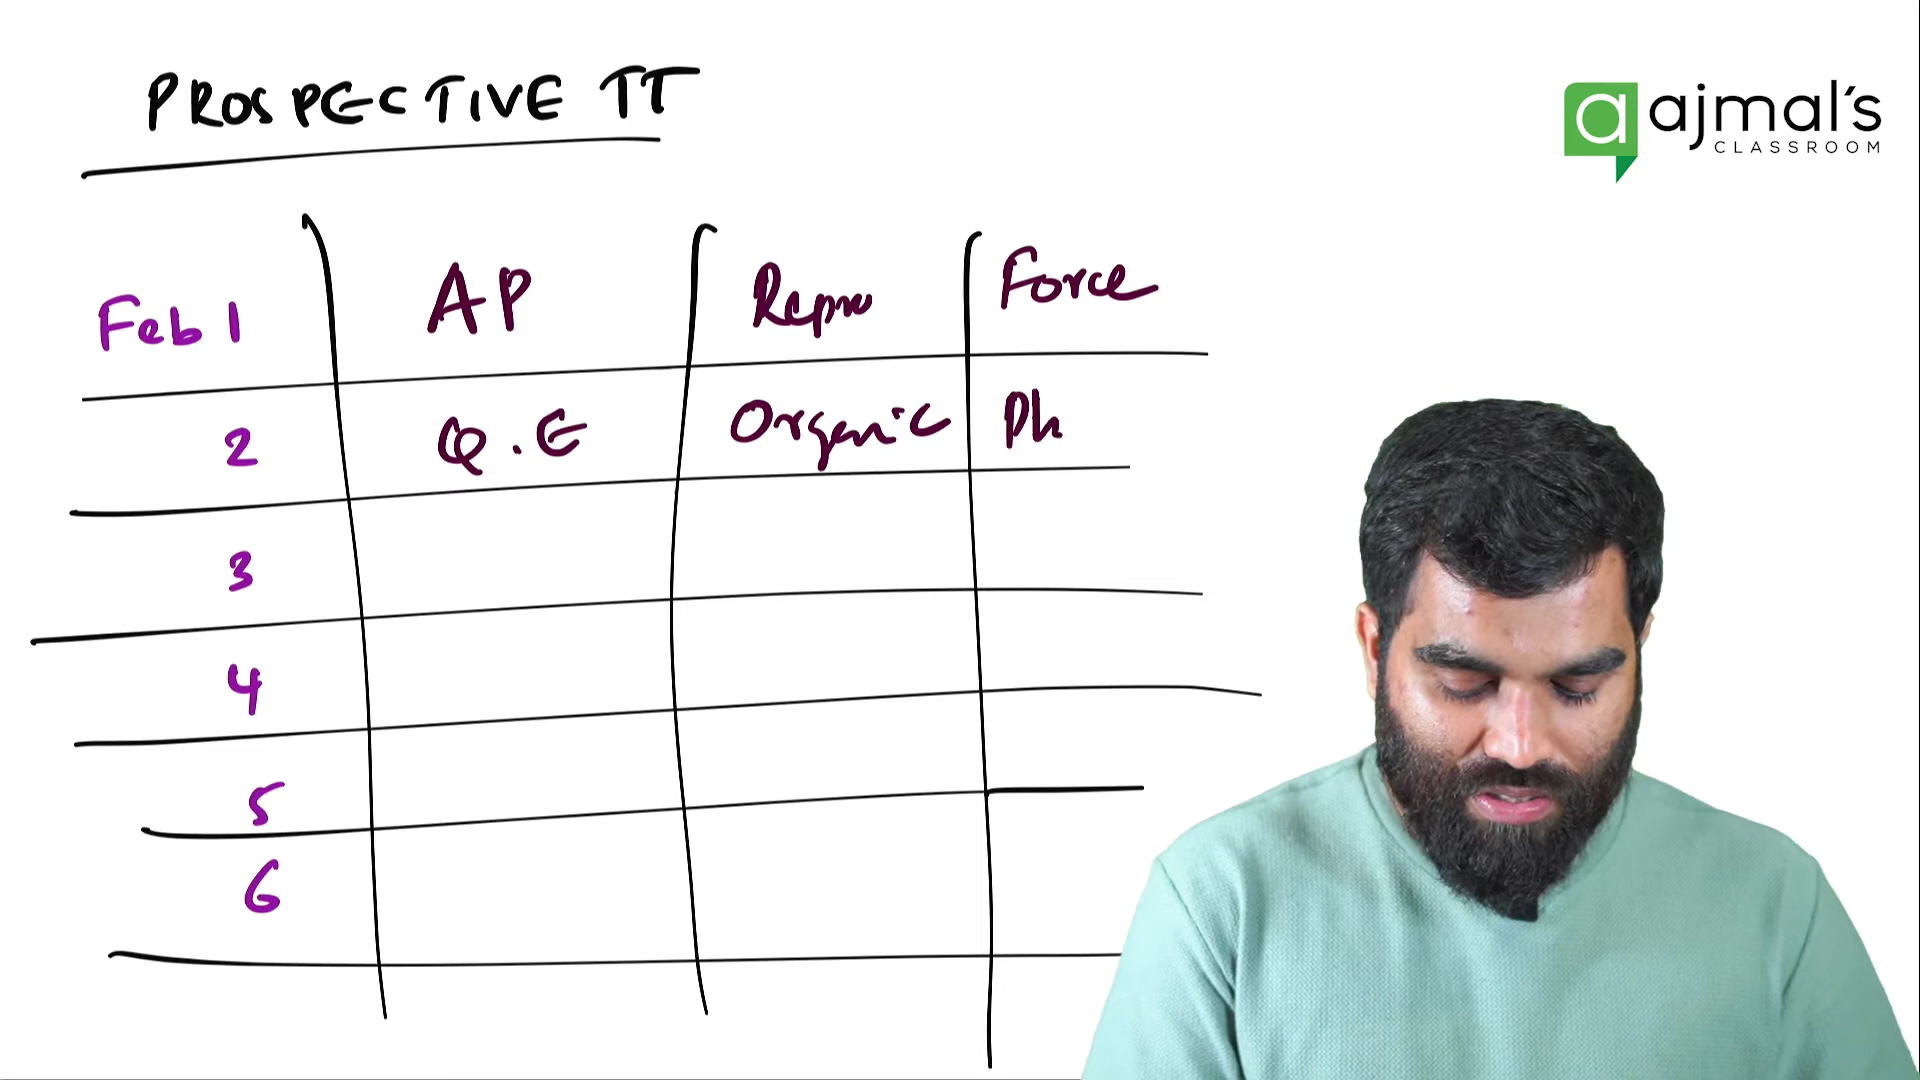 PROSPECTIVE TT
a ajmal's
CLASSROOM
Feb 1 AP Repro Force
2 Q.E Organic Ph
3
4
5
6